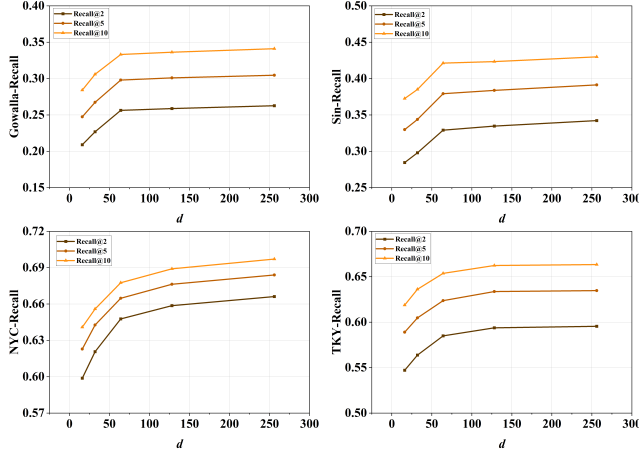 Recall@2
Recall@5
Recall@10
0.40
0.35
0.30
0.25
0.20
0.15
Gowalla-Recall
0 50 100 150 200 250 300
d
Recall@2
Recall@5
Recall@10
0.50
0.45
0.40
0.35
0.30
0.25
Sin-Recall
0 50 100 150 200 250 300
d
Recall@2
Recall@5
Recall@10
0.72
0.69
0.66
0.63
0.60
0.57
NYC-Recall
0 50 100 150 200 250 300
d
Recall@2
Recall@5
Recall@10
0.70
0.65
0.60
0.55
0.50
TKY-Recall
0 50 100 150 200 250 300
d